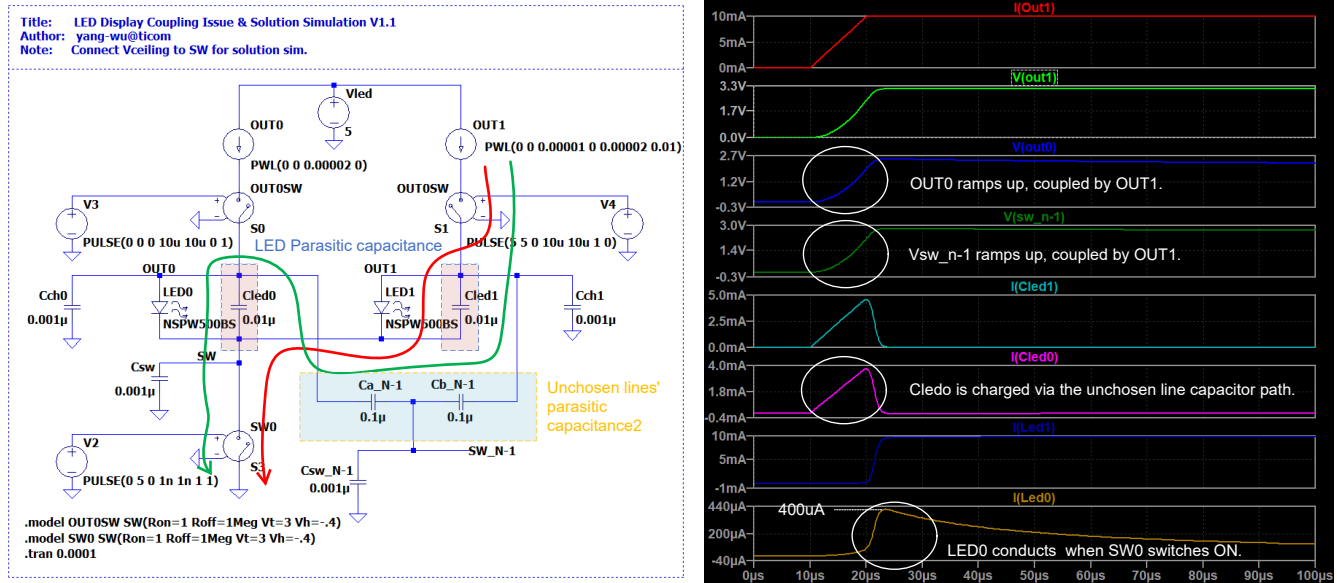 Title: LED Display Coupling Issue & Solution Simulation V1.1
Author: yang-wu@ticom
Note: Connect Vceiling to SW for solution sim.
Vled
5
OUT0
PWL(0 0 0.00002 0)
OUT1
PWL(0 0 0.00001 0 0.00002 0.01)
OUT0SW
S0
OUT0SW
S1
V3
PULSE(0 0 0 10u 10u 0 1)
V4
PULSE(5 5 0 10u 10u 1 0)
LED Parasitic capacitance
OUT0
OUT1
Cch0
0.001µ
LED0
NSPW500BS
Cled0
0.01µ
LED1
NSPW500BS
Cled1
0.01µ
Cch1
0.001µ
SW
Csw
0.001µ
Ca_N-1
0.1µ
Cb_N-1
0.1µ
Unchosen lines'
parasitic
capacitance2
SW0
S3
V2
PULSE(0 5 0 1n 1n 1 1)
SW_N-1
Csw_N-1
0.001µ
.model OUT0SW SW(Ron=1 Roff=1Meg Vt=3 Vh=-.4)
.model SW0 SW(Ron=1 Roff=1Meg Vt=3 Vh=-.4)
.tran 0.0001
I(Out1)
10mA
5mA
0mA
V(out1)
3.3V
1.7V
0.0V
V(out0)
2.7V
1.2V
-0.3V
OUT0 ramps up, coupled by OUT1.
V(sw_n-1)
3.0V
1.4V
-0.3V
Vsw_n-1 ramps up, coupled by OUT1.
I(Cled1)
5.0mA
2.5mA
0.0mA
I(Cled0)
4.0mA
1.8mA
-0.4mA
Cledo is charged via the unchosen line capacitor path.
I(Led1)
10mA
5mA
-1mA
I(Led0)
440µA
200µA
-40µA
400uA
LED0 conducts when SW0 switches ON.
0µs 10µs 20µs 30µs 40µs 50µs 60µs 70µs 80µs 90µs 100µs